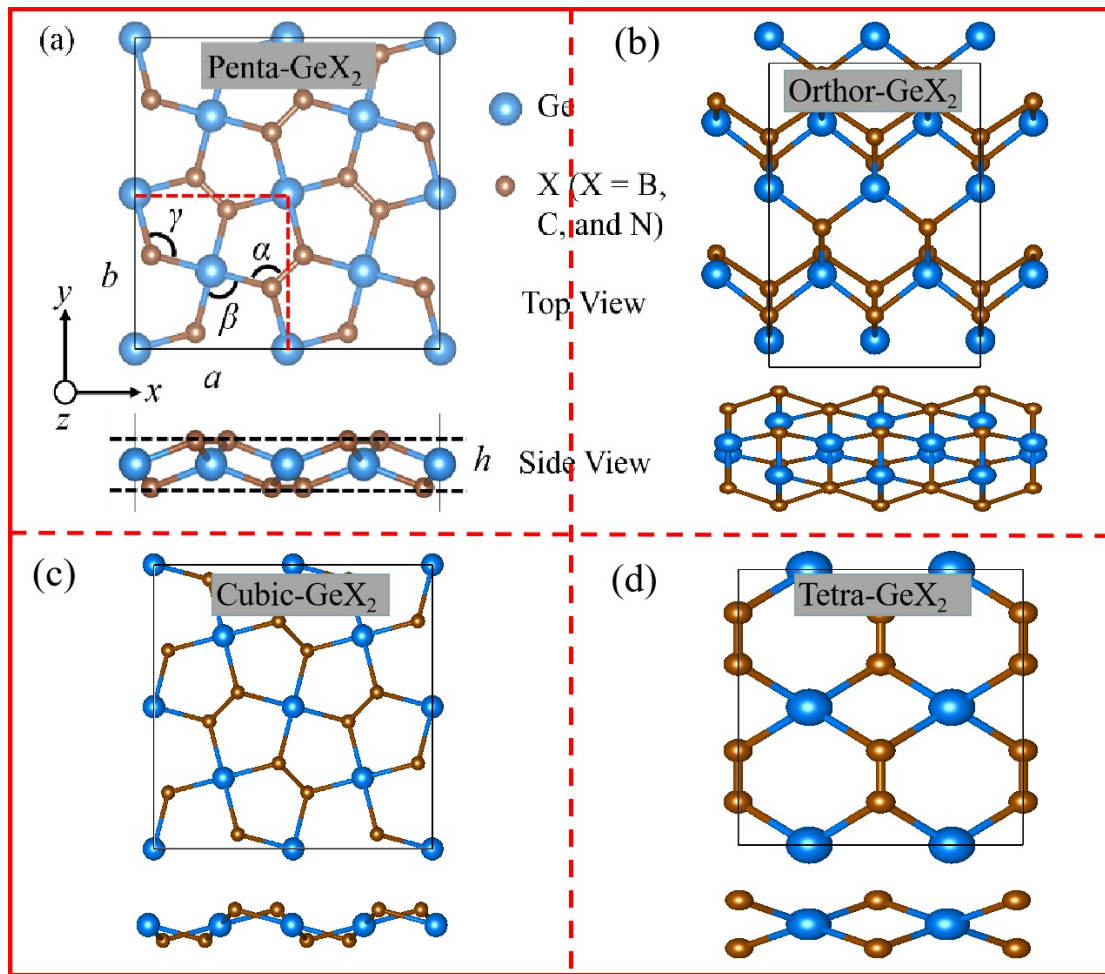 (a)
Penta-GeX₂
Ge
X (X = B,
C, and N)
γ
α
β
b
a
y
x
z
Top View
h
Side View
(b)
Orthor-GeX₂
(c)
Cubic-GeX₂
(d)
Tetra-GeX₂